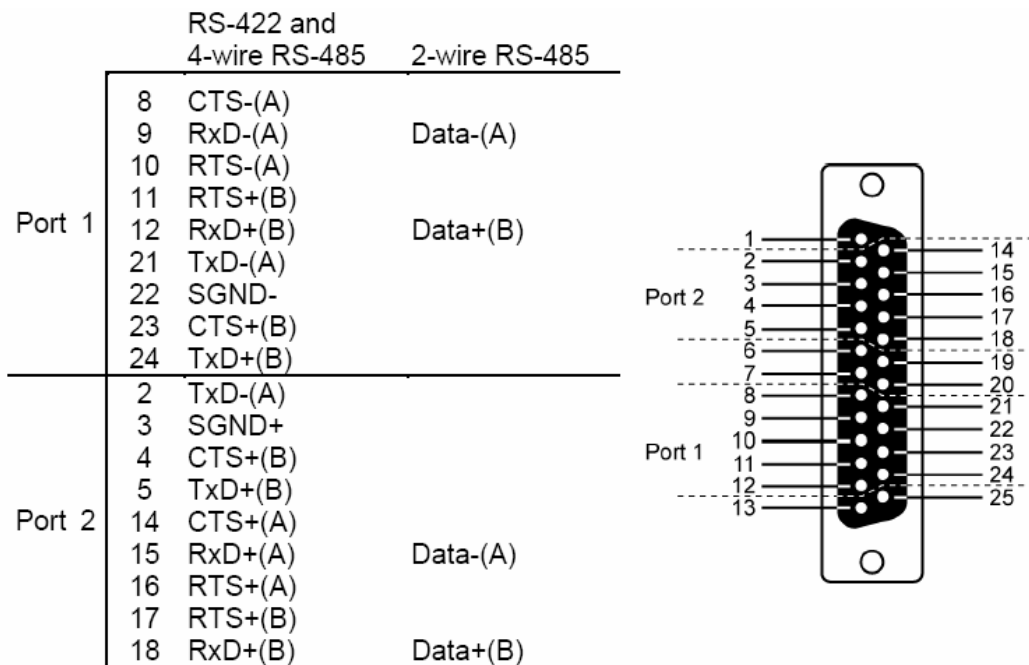 RS-422 and
4-wire RS-485 2-wire RS-485
8 CTS-(A)
9 RxD-(A) Data-(A)
10 RTS-(A)
11 RTS+(B)
Port 1 12 RxD+(B) Data+(B)
21 TxD-(A)
22 SGND-
23 CTS+(B)
24 TxD+(B)
2 TxD-(A)
3 SGND+
4 CTS+(B)
5 TxD+(B)
Port 2 14 CTS+(A)
15 RxD+(A) Data-(A)
16 RTS+(A)
17 RTS+(B)
18 RxD+(B) Data+(B)
1
14
2
15
3
Port 2
16
4
17
5
18
6
19
7
20
8
21
9
22
10
Port 1
23
11
24
12
25
13